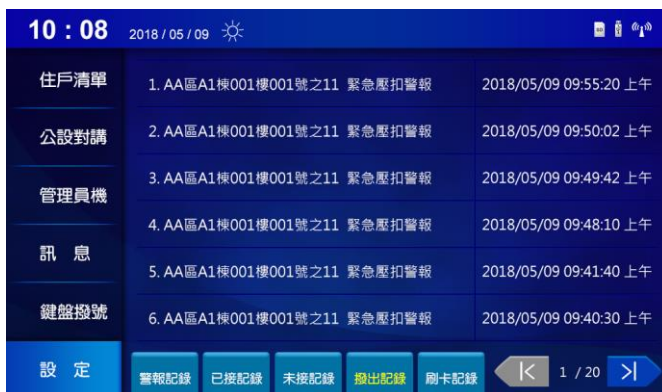 10 : 08 2018 / 05 / 09
住戶清單
公設對講
管理員機
訊 息
鍵盤撥號
設 定
1. AA區A1棟001樓001號之11 緊急壓扣警報 2018/05/09 09:55:20 上午
2. AA區A1棟001樓001號之11 緊急壓扣警報 2018/05/09 09:50:02 上午
3. AA區A1棟001樓001號之11 緊急壓扣警報 2018/05/09 09:49:42 上午
4. AA區A1棟001樓001號之11 緊急壓扣警報 2018/05/09 09:48:10 上午
5. AA區A1棟001樓001號之11 緊急壓扣警報 2018/05/09 09:41:40 上午
6. AA區A1棟001樓001號之11 緊急壓扣警報 2018/05/09 09:40:30 上午
警報記錄 已接記錄 未接記錄 撥出記錄 刷卡記錄 1 / 20